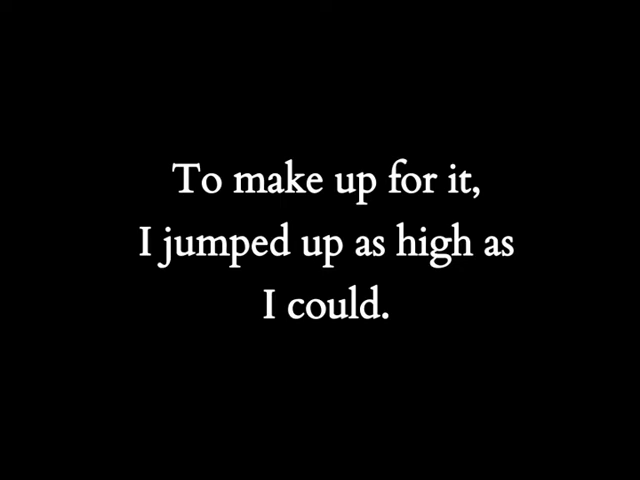 To make up for it,
I jumped up as high as
I could.